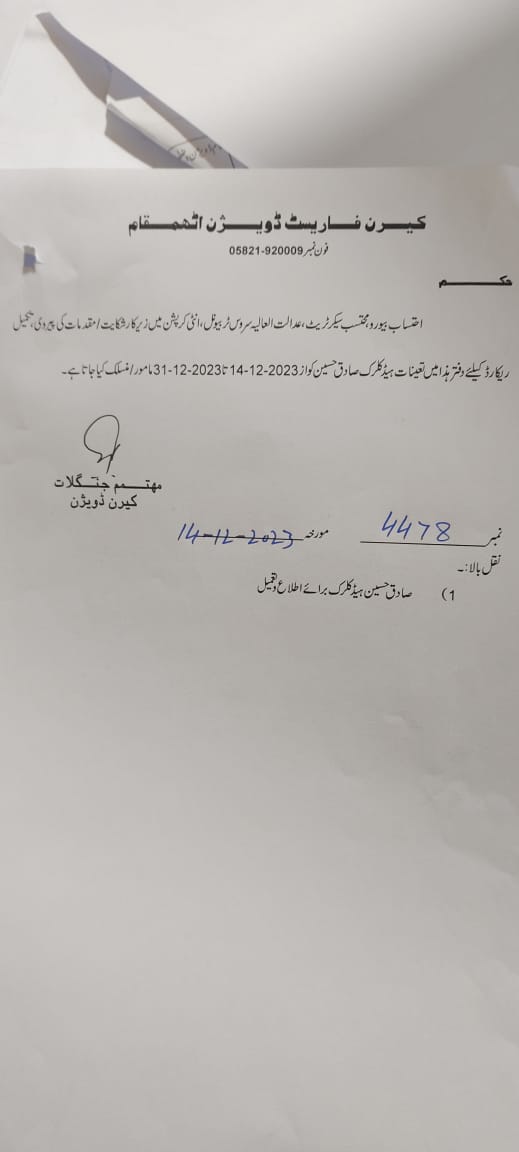 کیرن فاریسٹ ڈویژن اٹھمقام
فون نمبر 05821-920009
حکم
احتساب بیورو، محتسب سیکرٹریٹ، عدالت العالیہ سروس ٹربیونل، انٹی کرپشن میں زیر کار شکایت/مقدمات کی پیروی، تکمیل
ریکارڈ کیلئے دفتر ہذا میں تعینات ہیڈ کلرک صادق حسین کو از 14-12-2023 تا 31-12-2023 مامور/منسلک کیا جاتا ہے۔
مہتمم جنگلات
کیرن ڈویژن
نمبر 4478 مورخہ 14-12-2023
نقل بالا:۔
1) صادق حسین ہیڈ کلرک برائے اطلاع و تعمیل